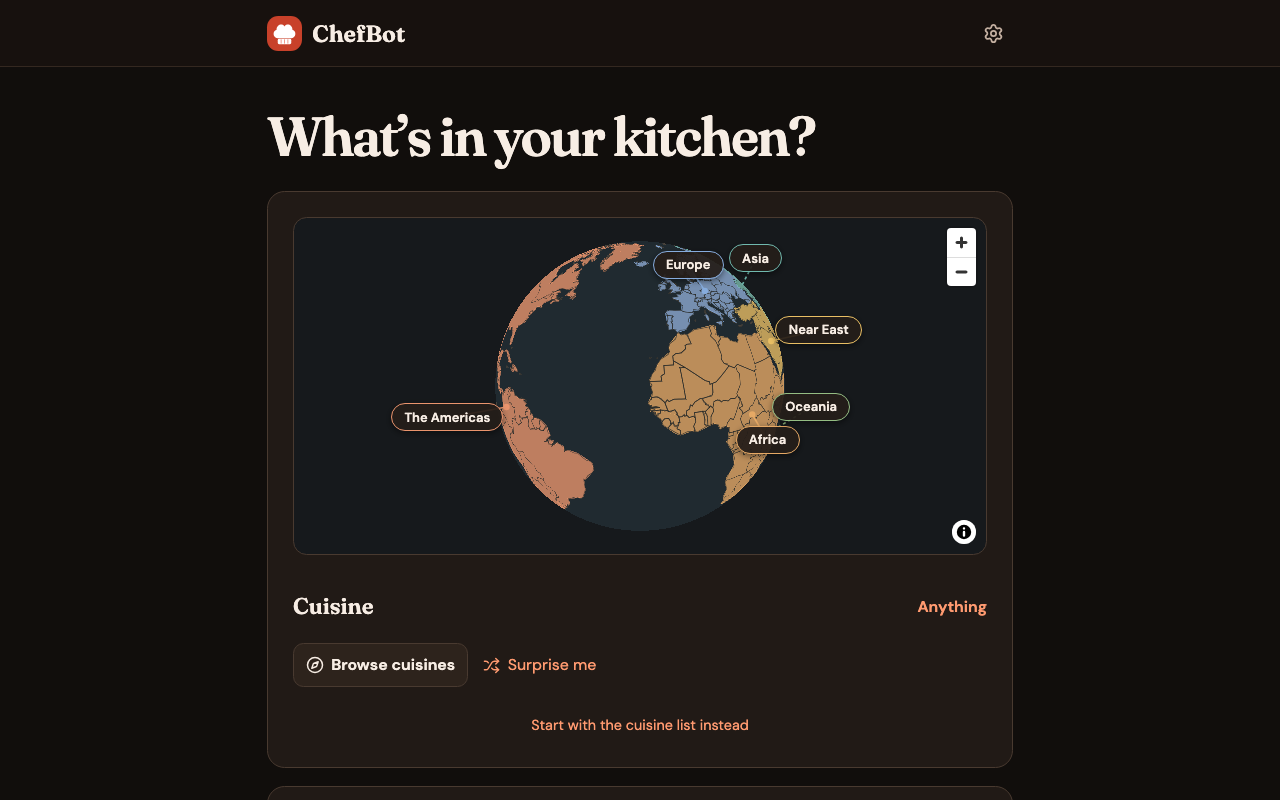 ChefBot
What's in your kitchen?
Europe
Asia
Near East
The Americas
Oceania
Africa
Cuisine
Anything
Browse cuisines
Surprise me
Start with the cuisine list instead